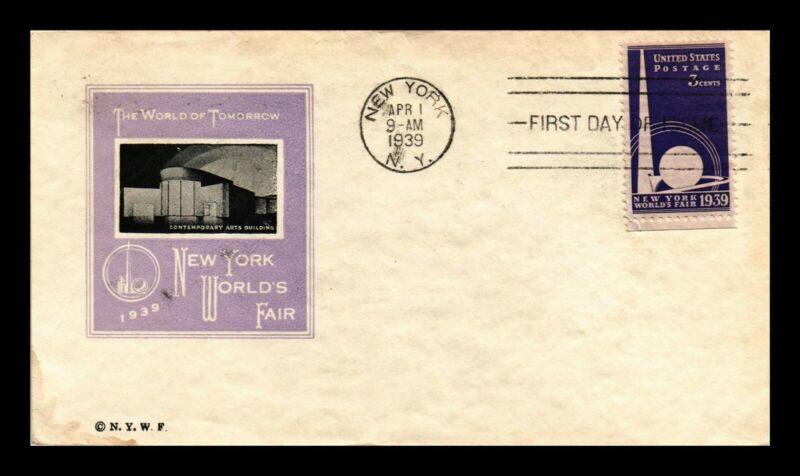 THE WORLD OF TOMORROW
CONTEMPORARY ARTS BUILDING
NEW YORK
WORLD'S
FAIR
1939
© N. Y. W. F.
NEW YORK
APR 1
9-AM
1939
N. Y.
FIRST DAY OF ISSUE
UNITED STATES
POSTAGE
3 CENTS
NEW YORK
WORLD'S FAIR 1939